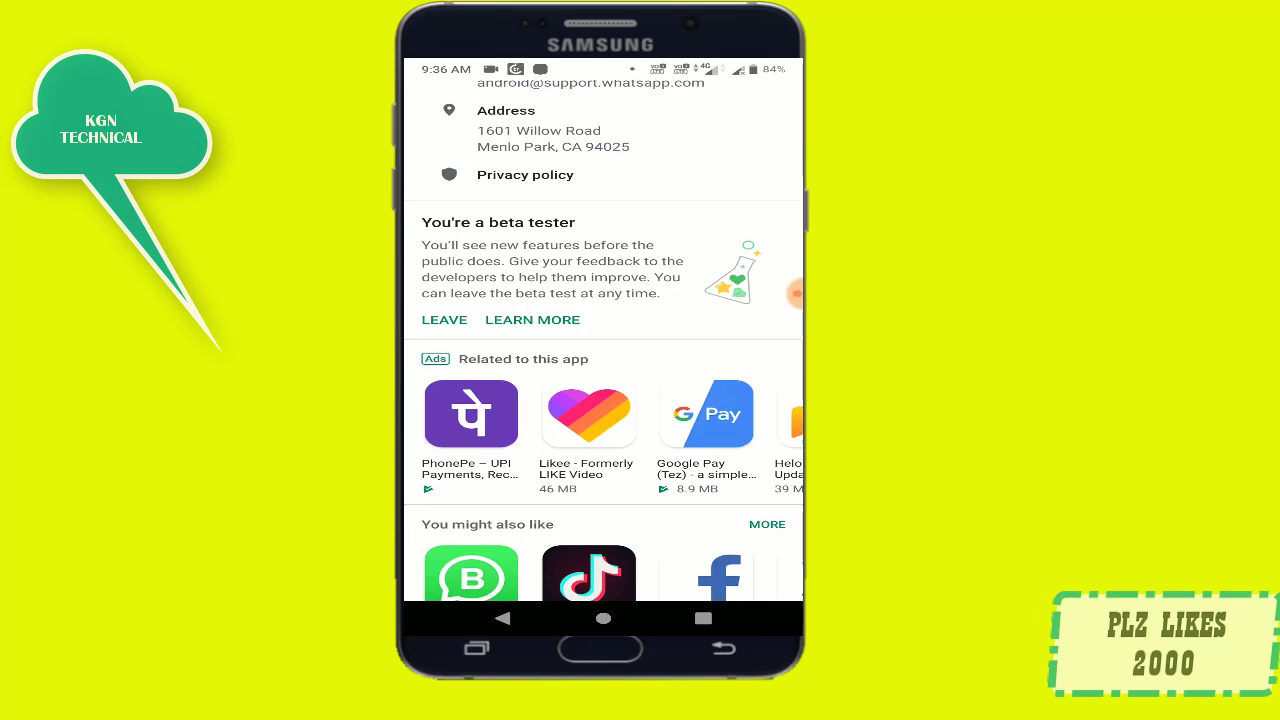 KGN
TECHNICAL
SAMSUNG
9:36 AM
4G
84%
android@support.whatsapp.com
Address
1601 Willow Road
Menlo Park, CA 94025
Privacy policy
You're a beta tester
You'll see new features before the
public does. Give your feedback to the
developers to help them improve. You
can leave the beta test at any time.
LEAVE LEARN MORE
Ads Related to this app
पे
G Pay
PhonePe – UPI
Payments, Rec...
Likee - Formerly
LIKE Video
46 MB
Google Pay
(Tez) - a simple...
8.9 MB
Helo
Upda
39 M
You might also like
MORE
B
f
PLZ LIKES
2000